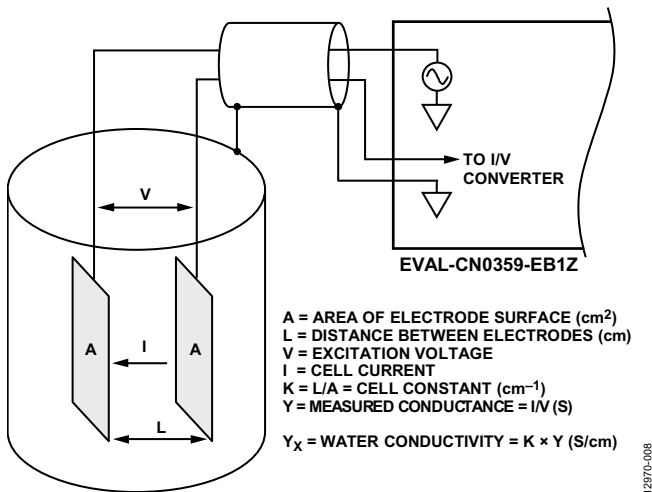 TO I/V
CONVERTER
V
EVAL-CN0359-EB1Z
A
I
A
L
A = AREA OF ELECTRODE SURFACE (cm²)
L = DISTANCE BETWEEN ELECTRODES (cm)
V = EXCITATION VOLTAGE
I = CELL CURRENT
K = L/A = CELL CONSTANT (cm⁻¹)
Y = MEASURED CONDUCTANCE = I/V (S)
Yₓ = WATER CONDUCTIVITY = K × Y (S/cm)
12970-008